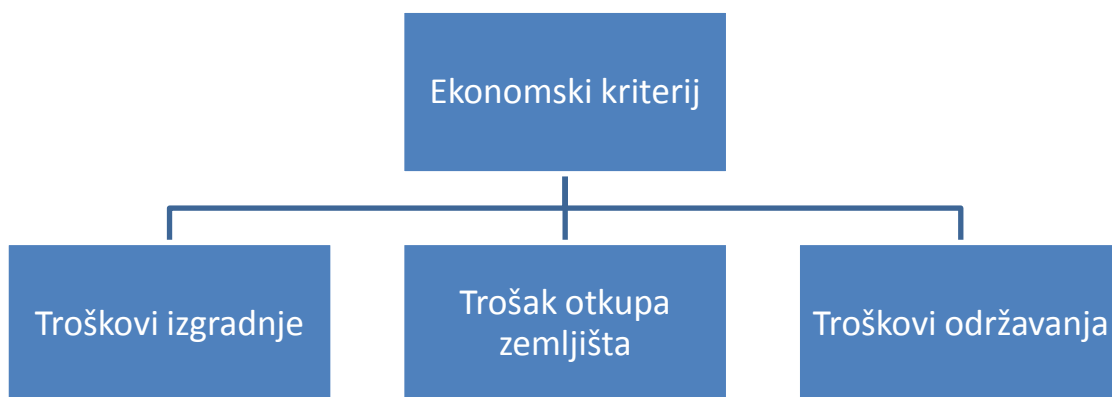 Ekonomski kriterij
Troškovi izgradnje
Trošak otkupa
zemljišta
Troškovi održavanja